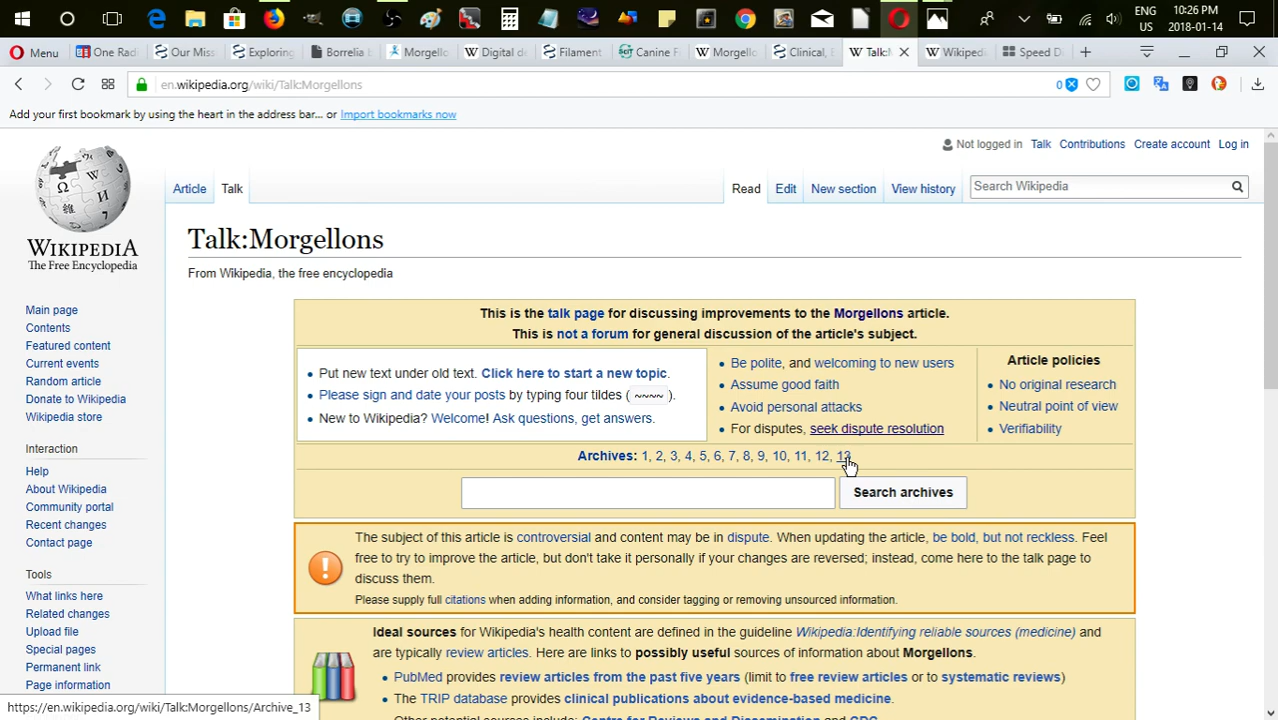 ENG 10:26 PM
US 2018-01-14
Menu
One Radi
Our Miss
Exploring
Borrelia b
Morgello
Digital de
Filament
Canine Fi
Morgello
Clinical, E
Talk:M
Wikiped
Speed D
en.wikipedia.org/wiki/Talk:Morgellons
0
Add your first bookmark by using the heart in the address bar... or Import bookmarks now
Not logged in Talk Contributions Create account Log in
Article Talk Read Edit New section View history Search Wikipedia
WIKIPEDIA
The Free Encyclopedia
Main page
Contents
Featured content
Current events
Random article
Donate to Wikipedia
Wikipedia store
Interaction
Help
About Wikipedia
Community portal
Recent changes
Contact page
Tools
What links here
Related changes
Upload file
Special pages
Permanent link
Page information
Talk:Morgellons
From Wikipedia, the free encyclopedia
This is the talk page for discussing improvements to the Morgellons article.
This is not a forum for general discussion of the article's subject.
Put new text under old text. Click here to start a new topic.
Please sign and date your posts by typing four tildes ( ~~~~ ).
New to Wikipedia? Welcome! Ask questions, get answers.
Be polite, and welcoming to new users
Assume good faith
Avoid personal attacks
For disputes, seek dispute resolution
Article policies
No original research
Neutral point of view
Verifiability
Archives: 1, 2, 3, 4, 5, 6, 7, 8, 9, 10, 11, 12, 13
Search archives
The subject of this article is controversial and content may be in dispute. When updating the article, be bold, but not reckless. Feel
free to try to improve the article, but don't take it personally if your changes are reversed; instead, come here to the talk page to
discuss them.
Please supply full citations when adding information, and consider tagging or removing unsourced information.
Ideal sources for Wikipedia's health content are defined in the guideline Wikipedia:Identifying reliable sources (medicine) and
are typically review articles. Here are links to possibly useful sources of information about Morgellons.
PubMed provides review articles from the past five years (limit to free review articles or to systematic reviews)
The TRIP database provides clinical publications about evidence-based medicine.
Other potential sources include: Centre for Reviews and Dissemination and CDC
https://en.wikipedia.org/wiki/Talk:Morgellons/Archive_13